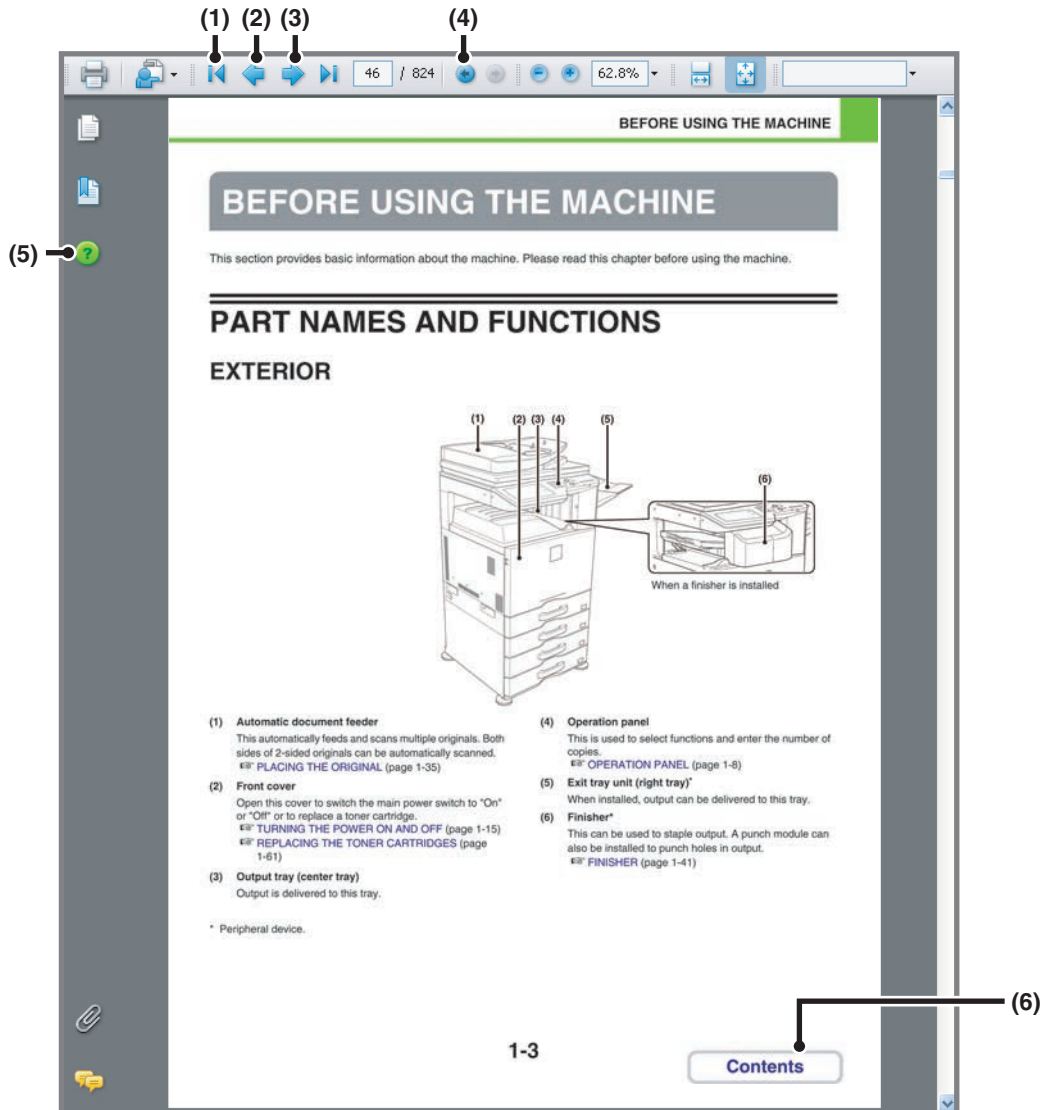 (1) (2) (3) (4)
46 / 824 62.8%
BEFORE USING THE MACHINE
BEFORE USING THE MACHINE
(5)
?
This section provides basic information about the machine. Please read this chapter before using the machine.
PART NAMES AND FUNCTIONS
EXTERIOR
(1) (2) (3) (4) (5)
(6)
When a finisher is installed
(1) Automatic document feeder
This automatically feeds and scans multiple originals. Both
sides of 2-sided originals can be automatically scanned.
☞ PLACING THE ORIGINAL (page 1-35)
(2) Front cover
Open this cover to switch the main power switch to "On"
or "Off" or to replace a toner cartridge.
☞ TURNING THE POWER ON AND OFF (page 1-15)
☞ REPLACING THE TONER CARTRIDGES (page
1-61)
(3) Output tray (center tray)
Output is delivered to this tray.
(4) Operation panel
This is used to select functions and enter the number of
copies.
☞ OPERATION PANEL (page 1-8)
(5) Exit tray unit (right tray)*
When installed, output can be delivered to this tray.
(6) Finisher*
This can be used to staple output. A punch module can
also be installed to punch holes in output.
☞ FINISHER (page 1-41)
* Peripheral device.
(6)
1-3
Contents